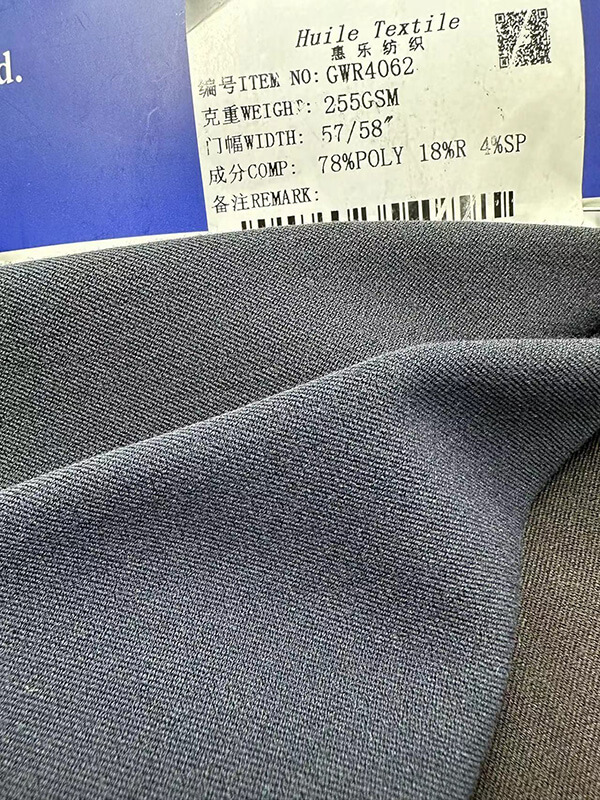 d.
Huile Textile
惠乐纺织
编号ITEM NO: GWR4062
克重WEIGHT: 255GSM
门幅WIDTH: 57/58"
成分COMP: 78%POLY 18%R 4%SP
备注REMARK: